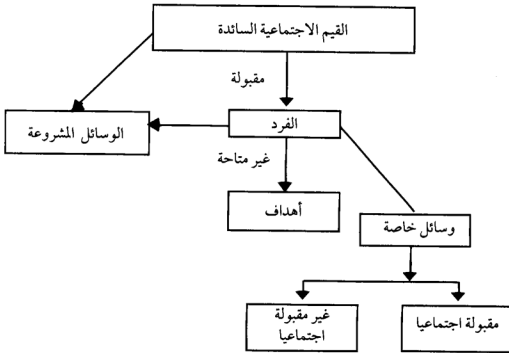 القيم الاجتماعية السائدة
مقبولة
الفرد
الوسائل المشروعة
غير متاحة
أهداف
وسائل خاصة
مقبولة اجتماعيا
غير مقبولة
اجتماعيا